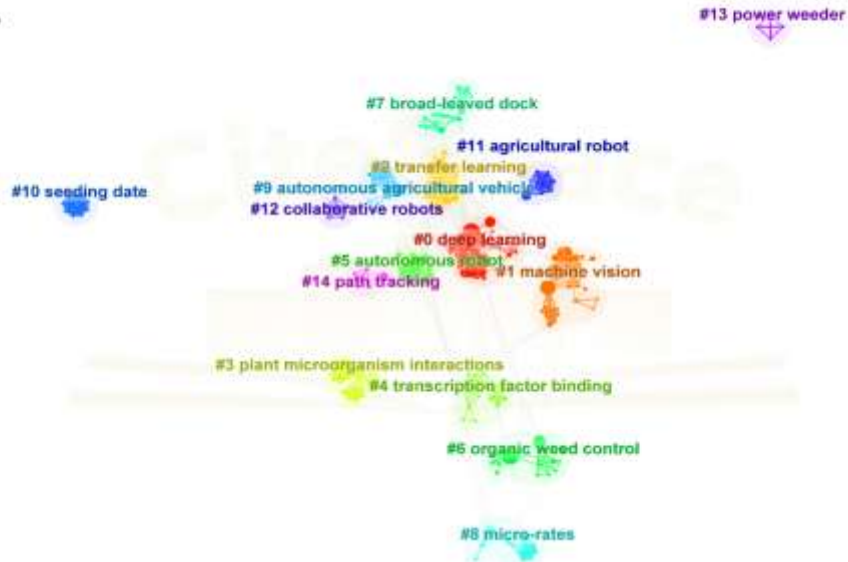 #13 power weeder
#7 broad-leaved dock
#11 agricultural robot
#2 transfer learning
#9 autonomous agricultural vehicle
#10 seeding date
#12 collaborative robots
#0 deep learning
#5 autonomous robot
#1 machine vision
#14 path tracking
#3 plant microorganism interactions
#4 transcription factor binding
#6 organic weed control
#8 micro-rates